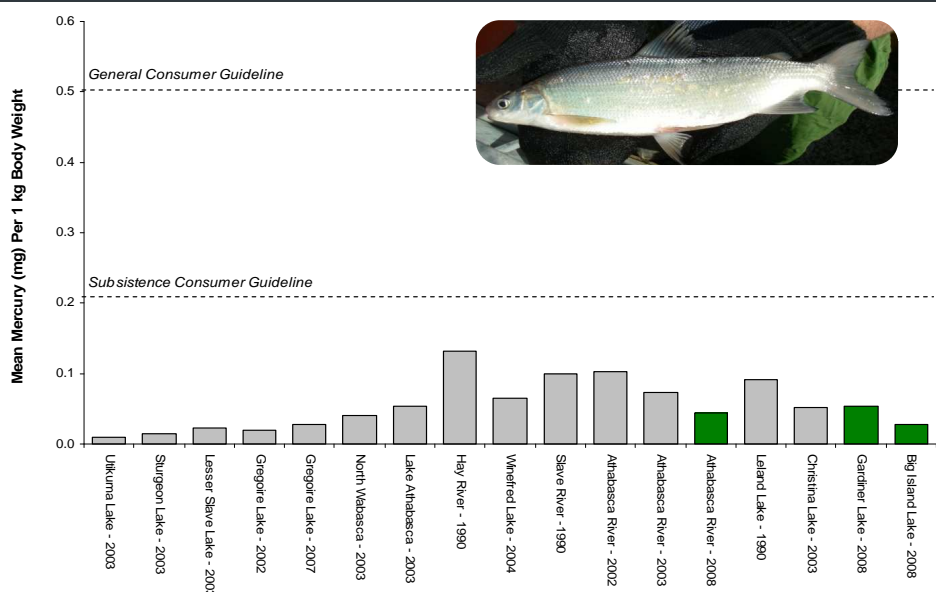 Mean Mercury (mg) Per 1 kg Body Weight
0.6
0.5
0.4
0.3
0.2
0.1
0.0
General Consumer Guideline
Subsistence Consumer Guideline
Utikuma Lake - 2003
Sturgeon Lake - 2003
Lesser Slave Lake -
Gregoire Lake - 2002
Gregoire Lake - 2007
North Wabasca - 2003
Lake Athabasca - 2003
Hay River - 1990
Winefred Lake - 2004
Slave River -1990
Athabasca River - 2002
Athabasca River - 2003
Athabasca River - 2008
Leland Lake - 1990
Christina Lake - 2003
Gardiner Lake - 2008
Big Island Lake - 2008